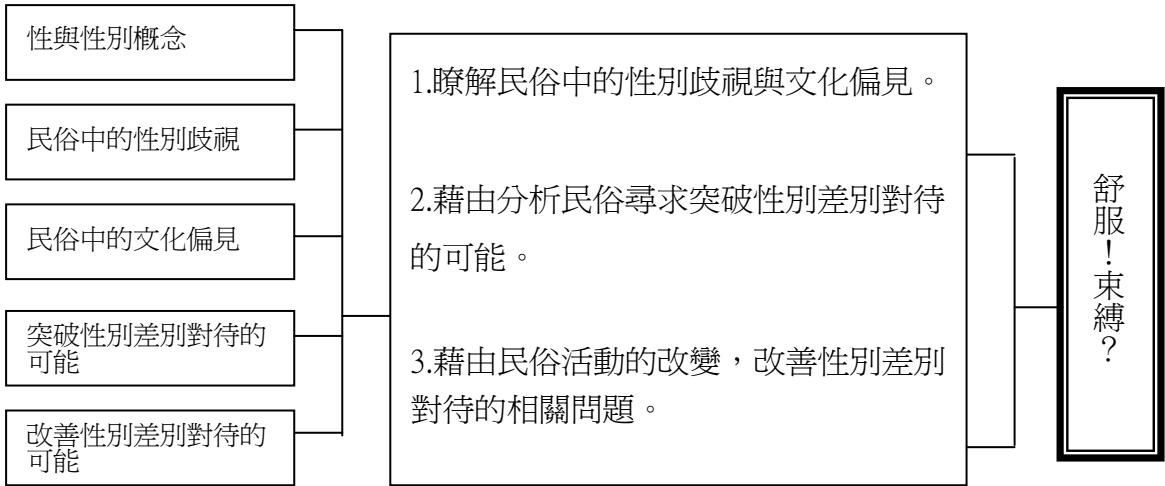 性與性別概念
民俗中的性別歧視
民俗中的文化偏見
突破性別差別對待的
可能
改善性別差別對待的
可能
1.瞭解民俗中的性別歧視與文化偏見。
2.藉由分析民俗尋求突破性別差別對待
的可能。
3.藉由民俗活動的改變，改善性別差別
對待的相關問題。
舒服！束縛？